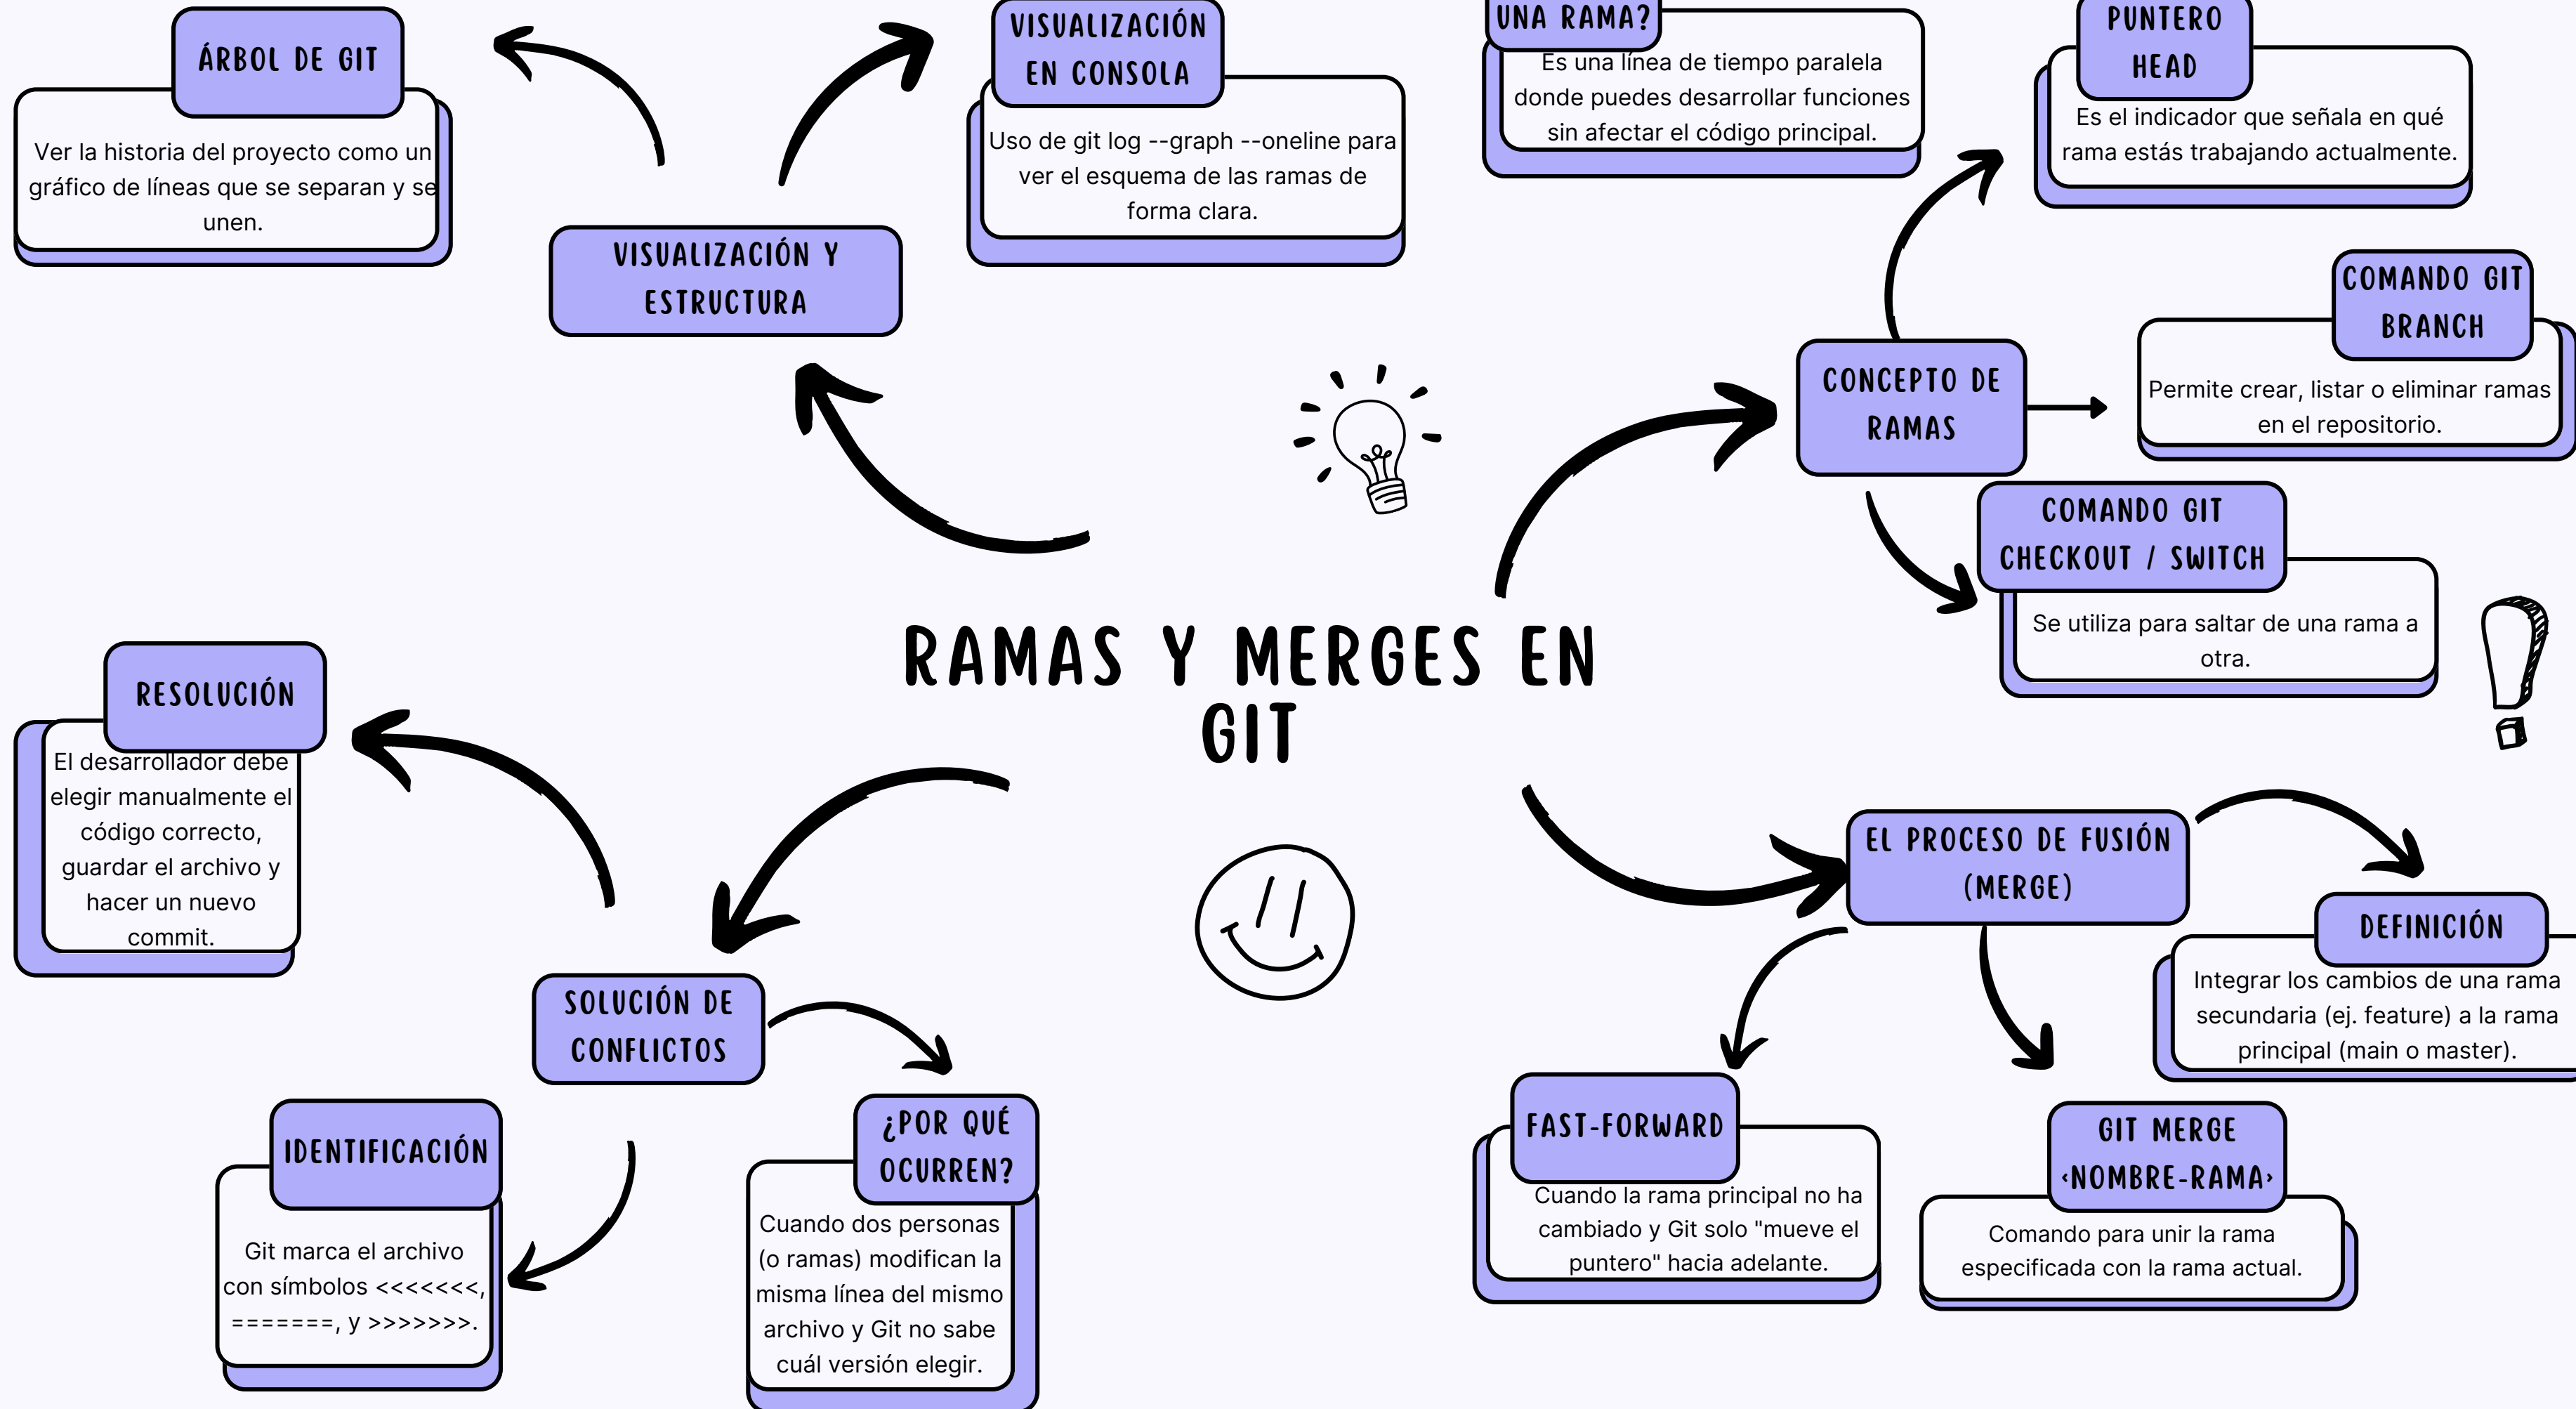 ÁRBOL DE GIT
Ver la historia del proyecto como un
gráfico de líneas que se separan y se
unen.
VISUALIZACIÓN
EN CONSOLA
Uso de git log --graph --oneline para
ver el esquema de las ramas de
forma clara.
VISUALIZACIÓN Y
ESTRUCTURA
UNA RAMA?
Es una línea de tiempo paralela
donde puedes desarrollar funciones
sin afectar el código principal.
PUNTERO
HEAD
Es el indicador que señala en qué
rama estás trabajando actualmente.
COMANDO GIT
BRANCH
Permite crear, listar o eliminar ramas
en el repositorio.
CONCEPTO DE
RAMAS
COMANDO GIT
CHECKOUT / SWITCH
Se utiliza para saltar de una rama a
otra.
RAMAS Y MERGES EN
GIT
RESOLUCIÓN
El desarrollador debe
elegir manualmente el
código correcto,
guardar el archivo y
hacer un nuevo
commit.
SOLUCIÓN DE
CONFLICTOS
IDENTIFICACIÓN
Git marca el archivo
con símbolos <<<<<<<,
=======, y >>>>>>>.
¿POR QUÉ
OCURREN?
Cuando dos personas
(o ramas) modifican la
misma línea del mismo
archivo y Git no sabe
cuál versión elegir.
EL PROCESO DE FUSIÓN
(MERGE)
DEFINICIÓN
Integrar los cambios de una rama
secundaria (ej. feature) a la rama
principal (main o master).
FAST-FORWARD
Cuando la rama principal no ha
cambiado y Git solo "mueve el
puntero" hacia adelante.
GIT MERGE
<NOMBRE-RAMA>
Comando para unir la rama
especificada con la rama actual.